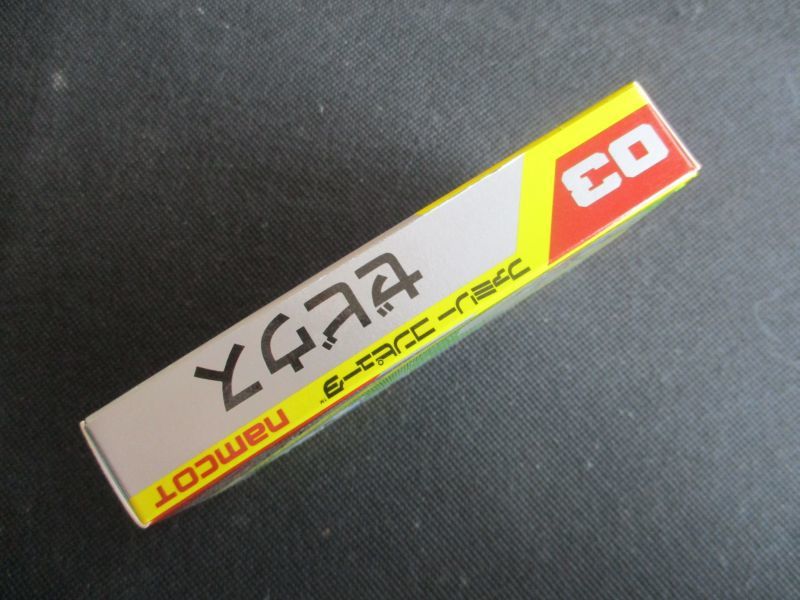 03
ゼビウス
ファミリー コンピュータ™
namcot